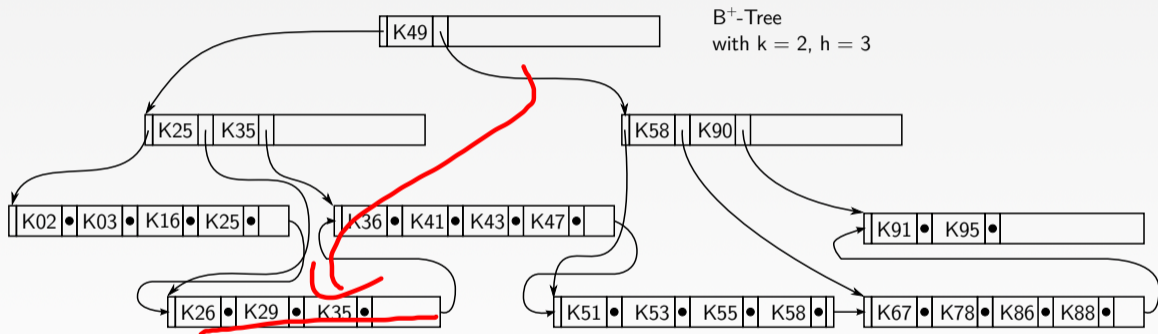 B⁺-Tree
with k = 2, h = 3
K49
K25 K35
K58 K90
K02 K03 K16 K25
K36 K41 K43 K47
K91 K95
K26 K29 K35
K51 K53 K55 K58
K67 K78 K86 K88